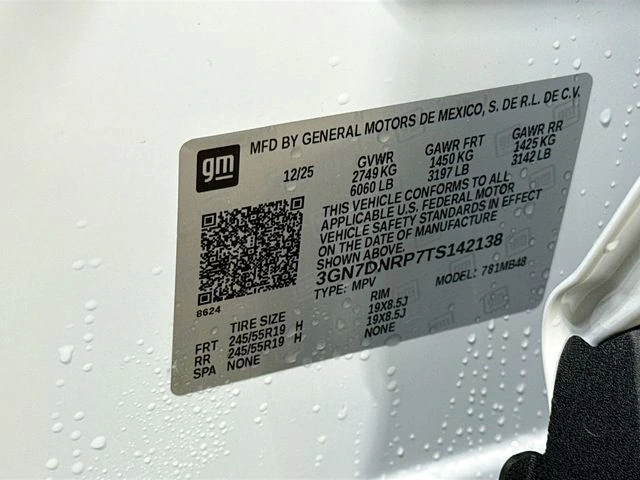 gm
MFD BY GENERAL MOTORS DE MEXICO, S. DE R.L. DE C.V.
12/25 GVWR GAWR FRT GAWR RR
2749 KG 1450 KG 1425 KG
6060 LB 3197 LB 3142 LB
THIS VEHICLE CONFORMS TO ALL
APPLICABLE U.S. FEDERAL MOTOR
VEHICLE SAFETY STANDARDS IN EFFECT
ON THE DATE OF MANUFACTURE
SHOWN ABOVE.
3GN7DNRP7TS142138
TYPE: MPV MODEL: 781MB48
8624
TIRE SIZE RIM
FRT 245/55R19 H 19X8.5J
RR 245/55R19 H 19X8.5J
SPA NONE NONE